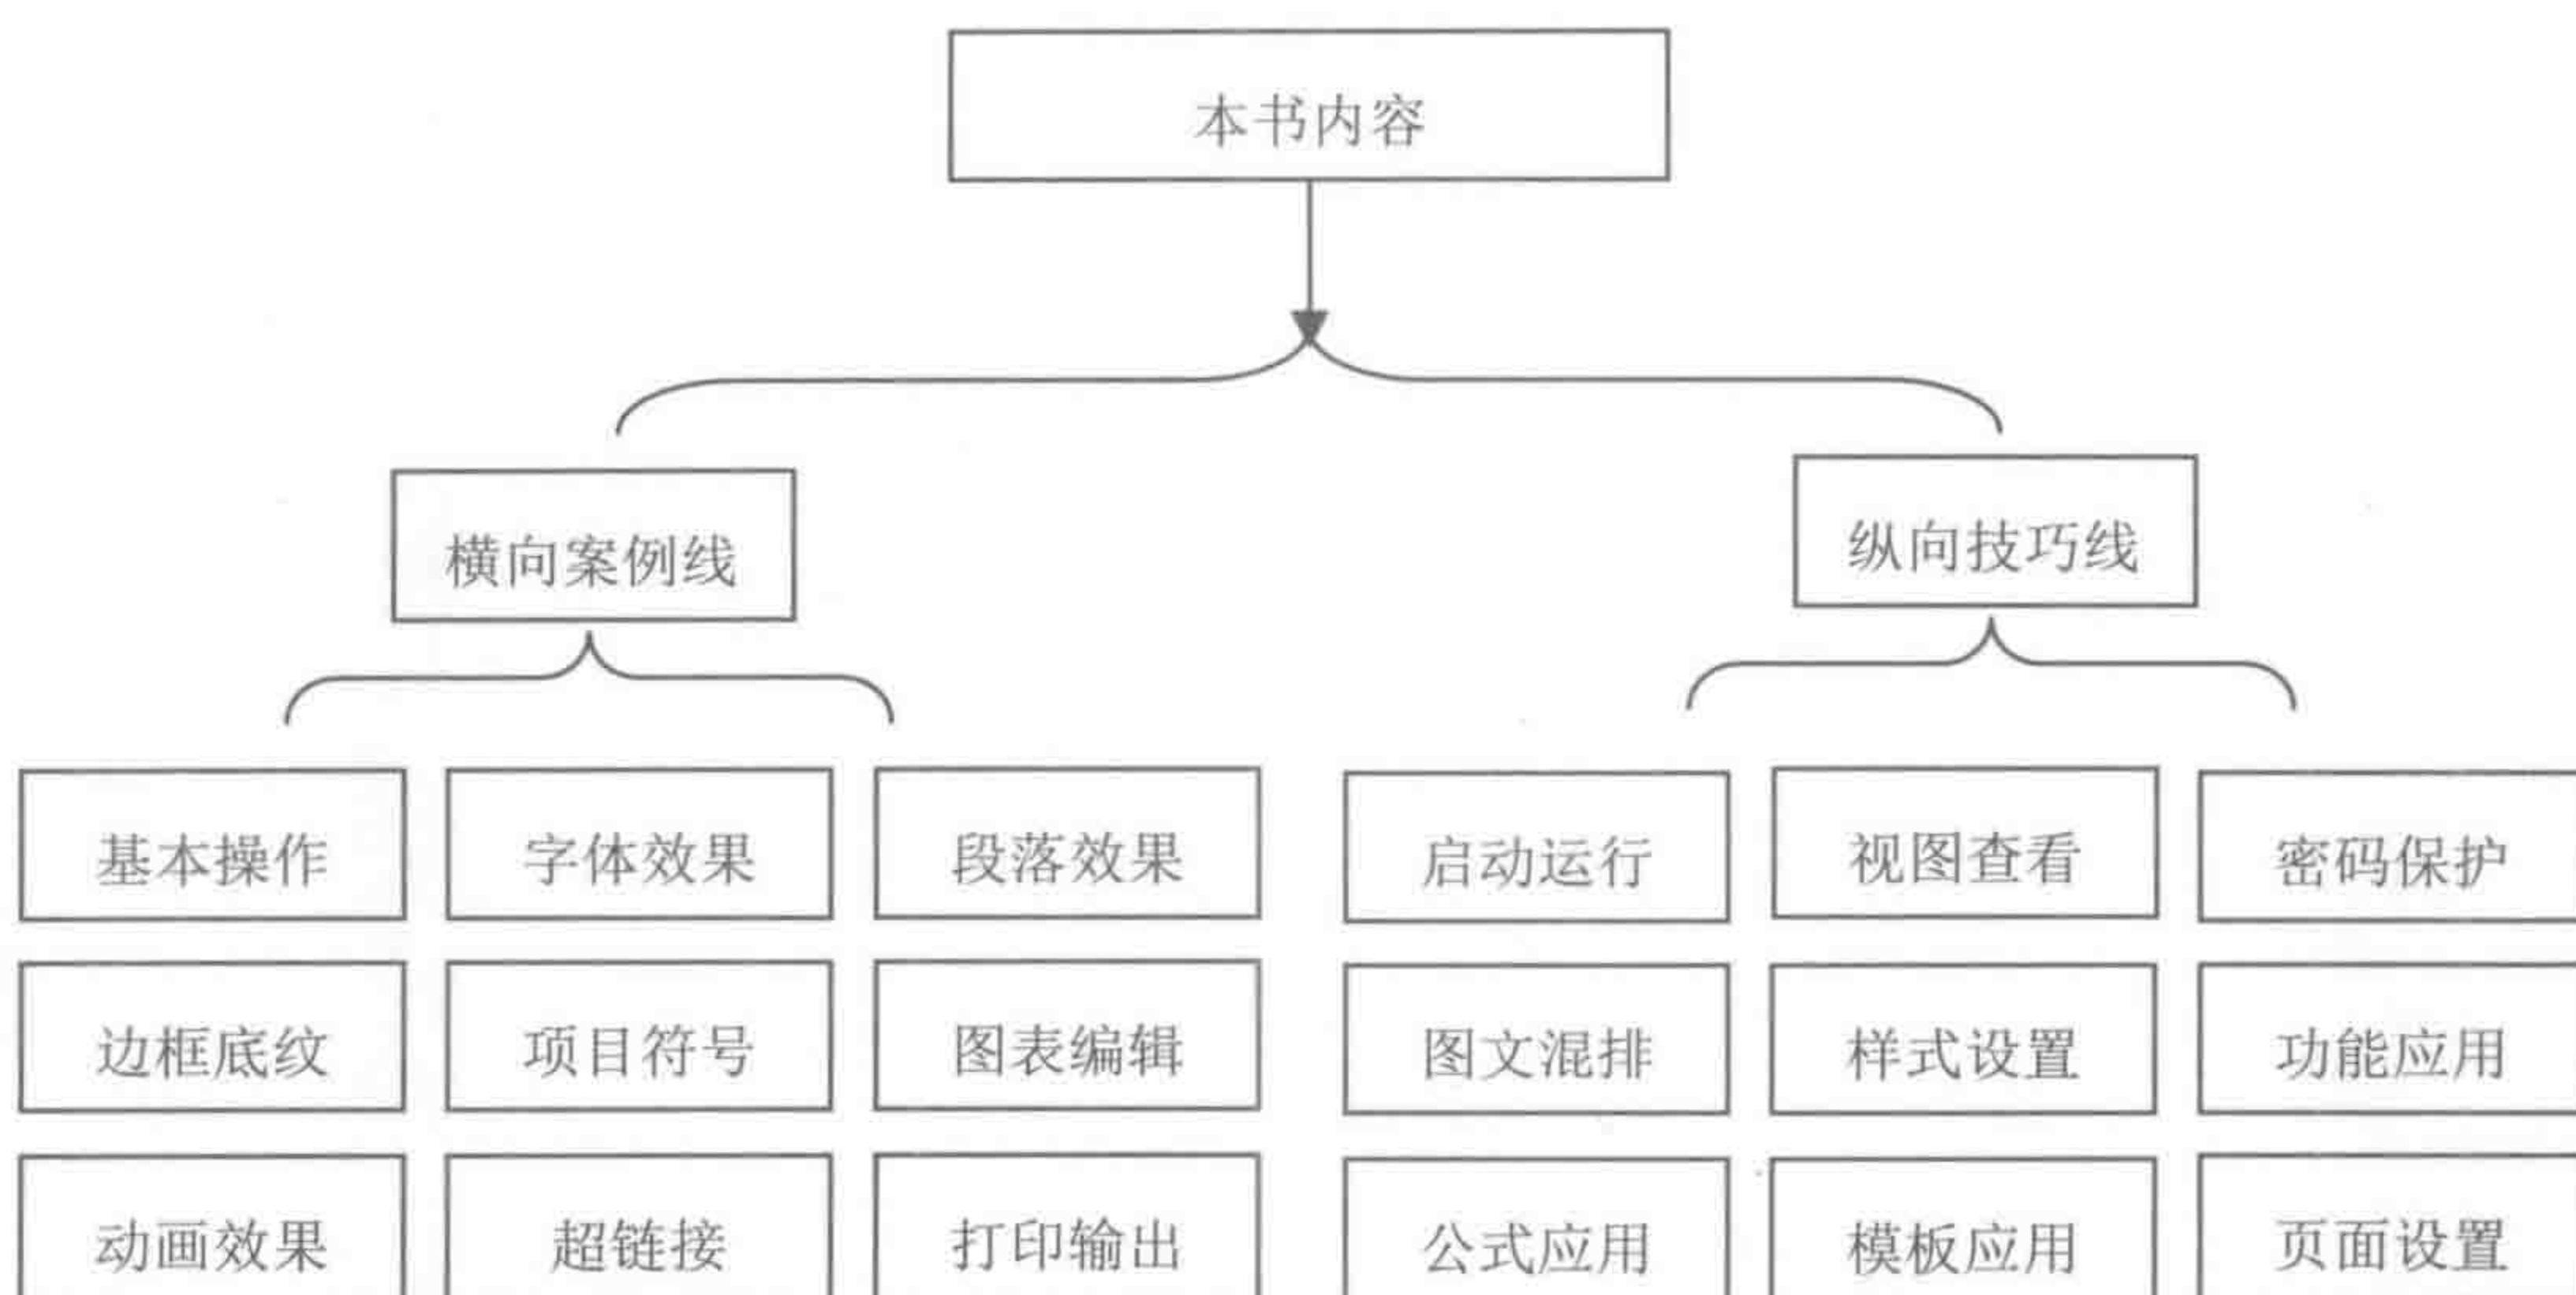 本书内容
横向案例线
纵向技巧线
基本操作 字体效果 段落效果 启动运行 视图查看 密码保护
边框底纹 项目符号 图表编辑 图文混排 样式设置 功能应用
动画效果 超链接 打印输出 公式应用 模板应用 页面设置